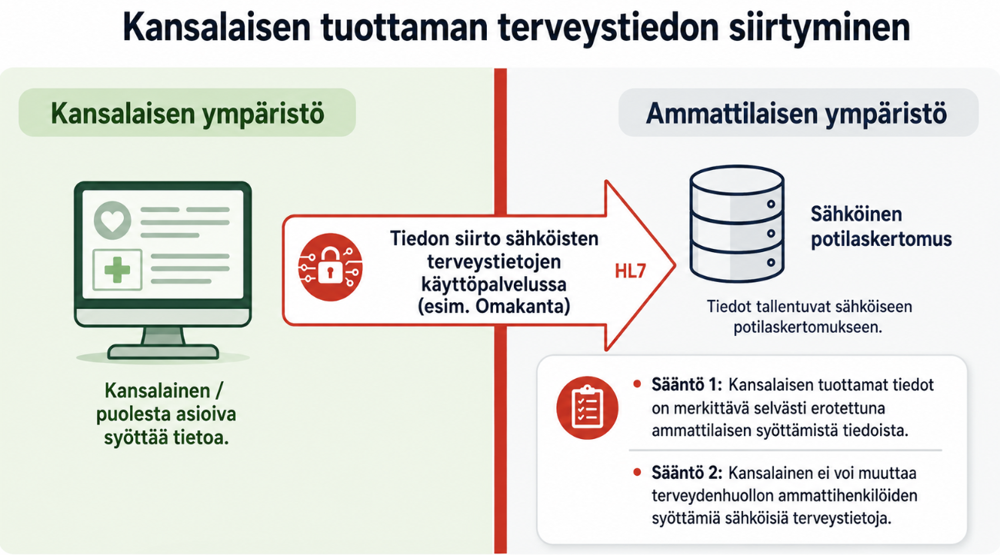 Kansalaisen tuottaman terveystiedon siirtyminen
Kansalaisen ympäristö
Kansalainen /
puolesta asioiva
syöttää tietoa.
Tiedon siirto sähköisten
terveystietojen
käyttöpalvelussa
(esim. Omakanta)
HL7
Ammattilaisen ympäristö
Sähköinen
potilaskertomus
Tiedot tallentuvat sähköiseen
potilaskertomukseen.
• Sääntö 1: Kansalaisen tuottamat tiedot
on merkittävä selvästi erotettuna
ammattilaisen syöttämistä tiedoista.
• Sääntö 2: Kansalainen ei voi muuttaa
terveydenhuollon ammattihenkilöiden
syöttämiä sähköisiä terveystietoja.